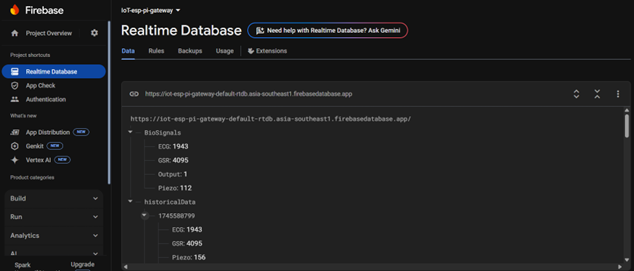 Firebase
IoT-esp-pi-gateway
Project Overview
Realtime Database
Need help with Realtime Database? Ask Gemini
Project shortcuts
Realtime Database
App Check
Authentication
What's new
App Distribution NEW
Genkit NEW
Vertex AI NEW
Product categories
Build
Run
Analytics
AI
Spark Upgrade
Data Rules Backups Usage Extensions
https://iot-esp-pi-gateway-default-rtdb.asia-southeast1.firebasedatabase.app
https://iot-esp-pi-gateway-default-rtdb.asia-southeast1.firebasedatabase.app/
BioSignals
ECG: 1943
GSR: 4095
Output: 1
Piezo: 112
historicalData
1745588799
ECG: 1943
GSR: 4095
Piezo: 156